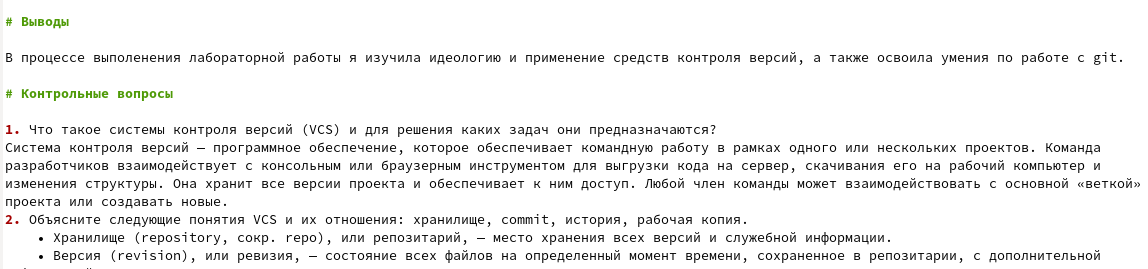 # Выводы
В процессе выполенения лабораторной работы я изучила идеологию и применение средств контроля версий, а также освоила умения по работе с git.
# Контрольные вопросы
1. Что такое системы контроля версий (VCS) и для решения каких задач они предназначаются?
Система контроля версий — программное обеспечение, которое обеспечивает командную работу в рамках одного или нескольких проектов. Команда
разработчиков взаимодействует с консольным или браузерным инструментом для выгрузки кода на сервер, скачивания его на рабочий компьютер и
изменения структуры. Она хранит все версии проекта и обеспечивает к ним доступ. Любой член команды может взаимодействовать с основной «веткой»
проекта или создавать новые.
2. Объясните следующие понятия VCS и их отношения: хранилище, commit, история, рабочая копия.
• Хранилище (repository, сокр. repo), или репозитарий, — место хранения всех версий и служебной информации.
• Версия (revision), или ревизия, — состояние всех файлов на определенный момент времени, сохраненное в репозитарии, с дополнительной